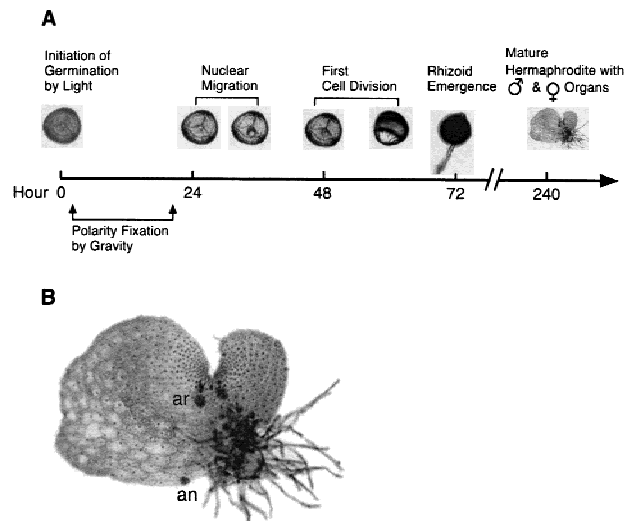 A
Initiation of
Germination
by Light
Nuclear
Migration
First
Cell Division
Rhizoid
Emergence
Mature
Hermaphrodite with
♂ & ♀ Organs
Hour 0 24 48 72 240
Polarity Fixation
by Gravity
B
ar
an